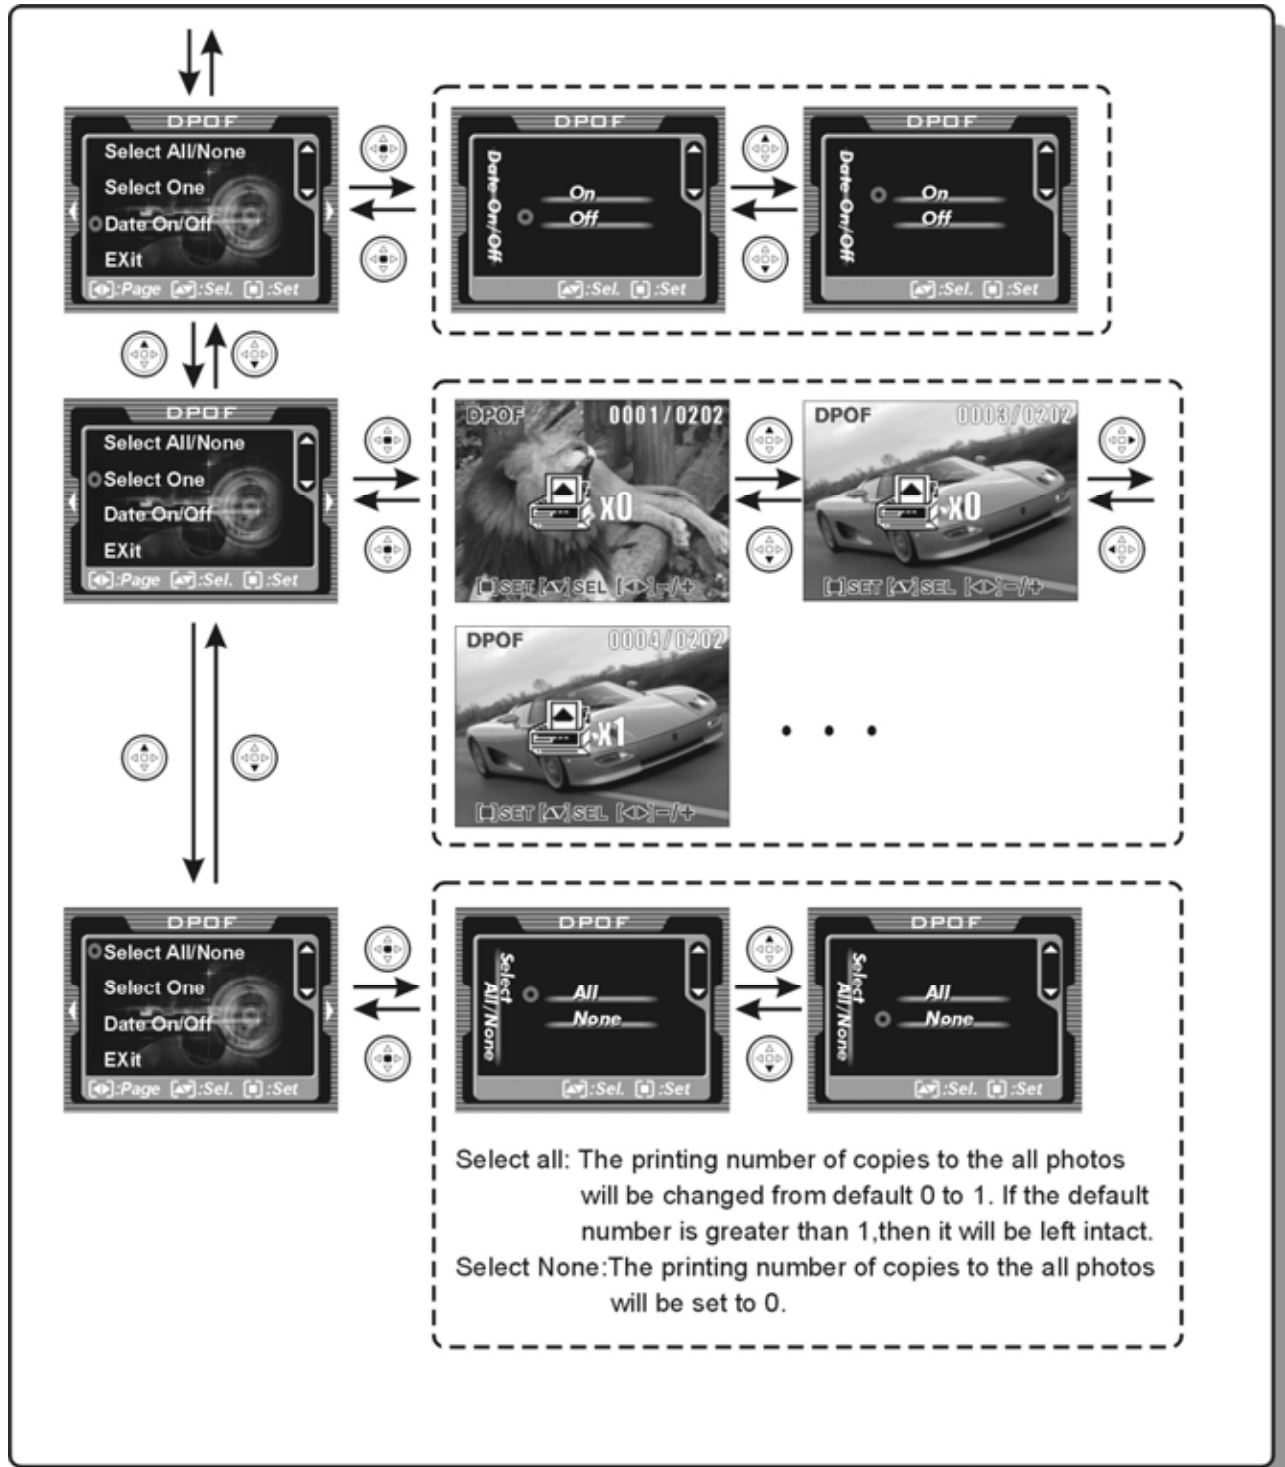 DPOF
Select All/None
Select One
Date On/Off
EXit
[◀▶]:Page [▲▼]:Sel. [■]:Set
DPOF
Date On/Off
On
Off
[▲▼]:Sel. [■]:Set
DPOF
Date On/Off
On
Off
[▲▼]:Sel. [■]:Set
DPOF
Select All/None
Select One
Date On/Off
EXit
[◀▶]:Page [▲▼]:Sel. [■]:Set
DPOF 0001/0202
x0
[□]SET [△▽]SEL [◁▷]-/+
DPOF 0003/0202
x0
[□]SET [△▽]SEL [◁▷]-/+
DPOF 0004/0202
x1
[□]SET [△▽]SEL [◁▷]-/+
. . .
DPOF
Select All/None
Select One
Date On/Off
EXit
[◀▶]:Page [▲▼]:Sel. [■]:Set
DPOF
Select
All/None
All
None
[▲▼]:Sel. [■]:Set
DPOF
Select
All/None
All
None
[▲▼]:Sel. [■]:Set
Select all: The printing number of copies to the all photos
will be changed from default 0 to 1. If the default
number is greater than 1,then it will be left intact.
Select None:The printing number of copies to the all photos
will be set to 0.